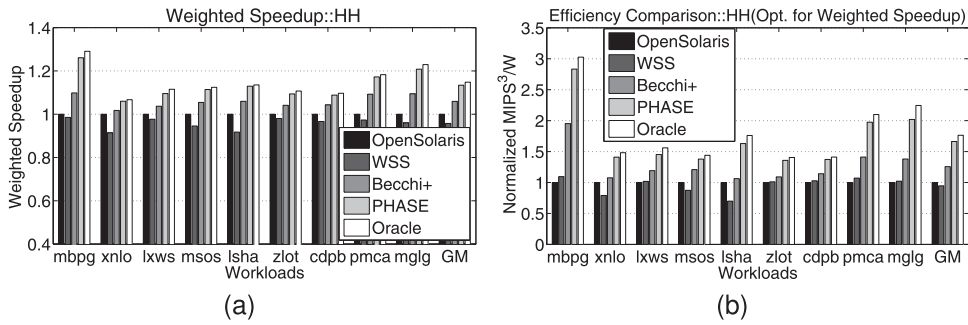 Weighted Speedup::HH
Weighted Speedup
1.4
1.2
1
0.8
0.6
0.4
OpenSolaris
WSS
Becchi+
PHASE
Oracle
mbpg xnlo lxws msos lsha zlot cdpb pmca mglg GM
Workloads
(a)
Efficiency Comparison::HH(Opt. for Weighted Speedup)
Normalized MIPS³/W
3.5
3
2.5
2
1.5
1
0.5
0
OpenSolaris
WSS
Becchi+
PHASE
Oracle
mbpg xnlo lxws msos lsha zlot cdpb pmca mglg GM
Workloads
(b)